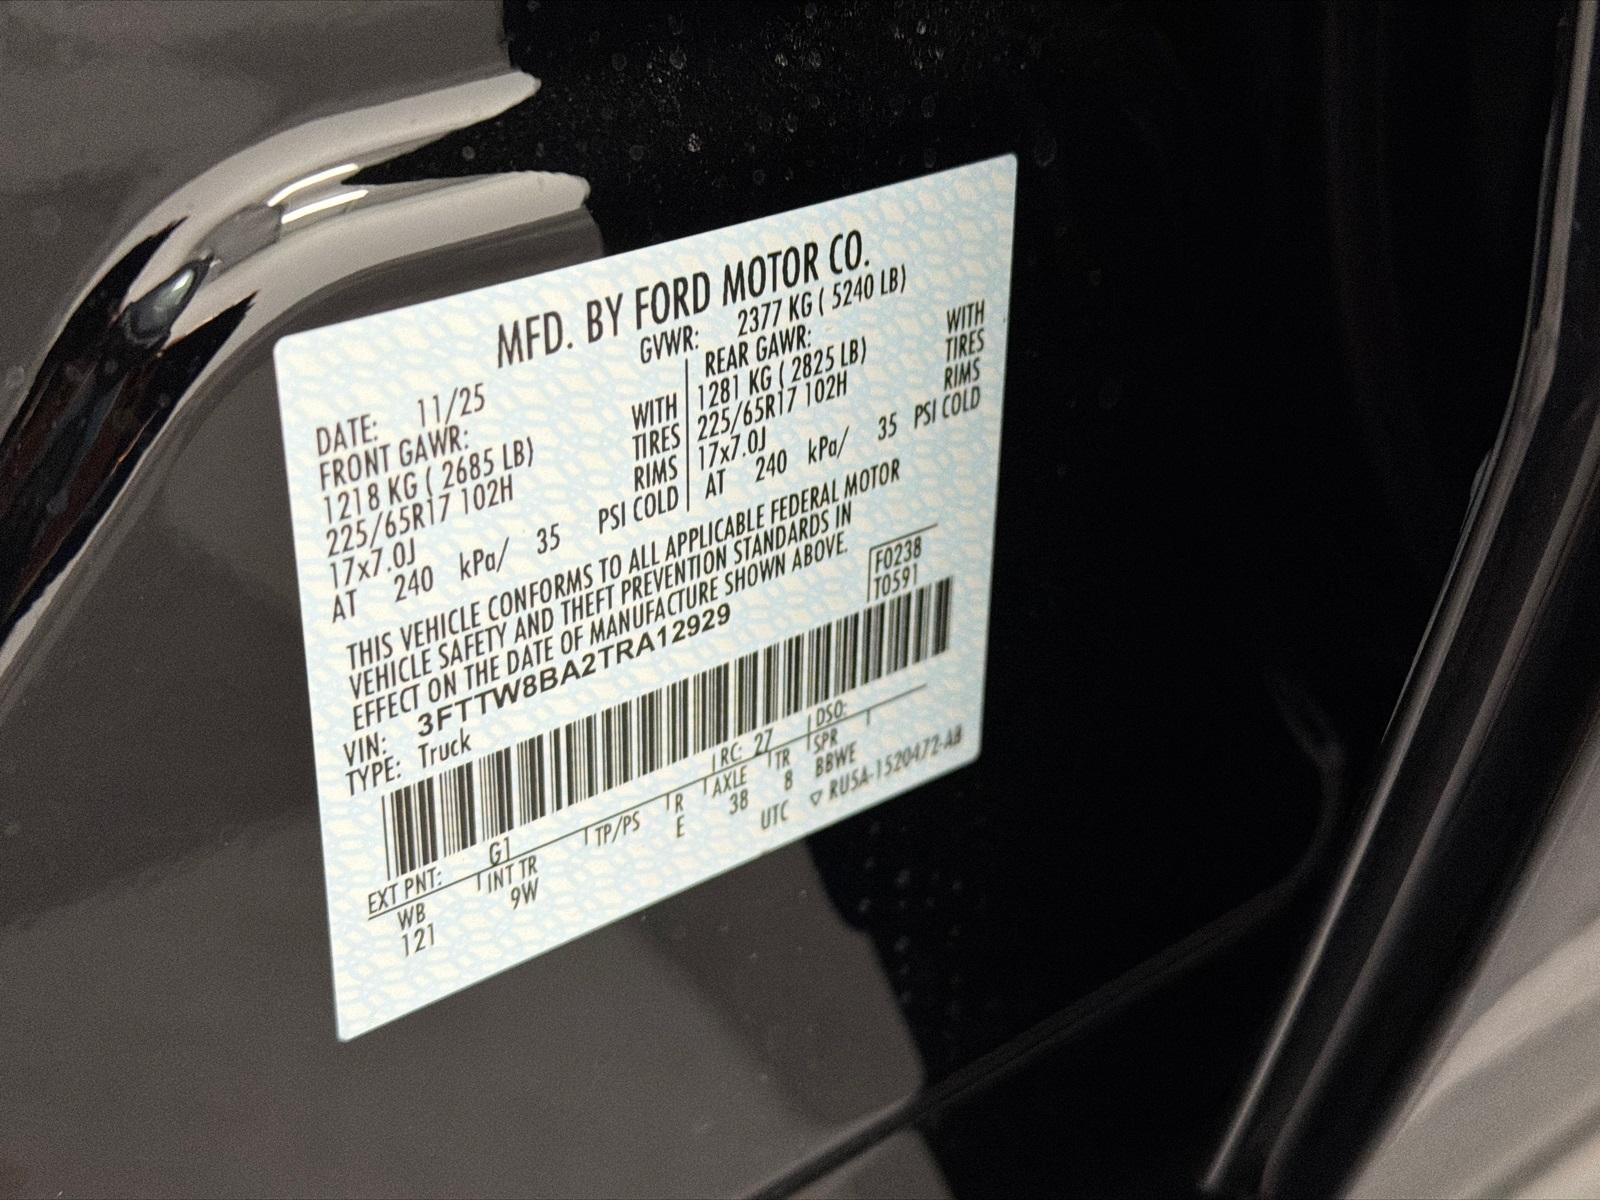 MFD. BY FORD MOTOR CO.
GVWR: 2377 KG ( 5240 LB)
DATE: 11/25
FRONT GAWR:
1218 KG ( 2685 LB) WITH
225/65R17 102H TIRES
17x7.0J RIMS
AT 240 kPa/ 35 PSI COLD
REAR GAWR:
1281 KG ( 2825 LB) WITH
225/65R17 102H TIRES
17x7.0J RIMS
AT 240 kPa/ 35 PSI COLD
THIS VEHICLE CONFORMS TO ALL APPLICABLE FEDERAL MOTOR
VEHICLE SAFETY AND THEFT PREVENTION STANDARDS IN
EFFECT ON THE DATE OF MANUFACTURE SHOWN ABOVE.
F0238
T0591
VIN: 3FTTW8BA2TRA12929
TYPE: Truck
EXT PNT: G1 RC: 27 DSO:
WB INT TR TP/PS R AXLE TR SPR
121 9W E 38 8 BBWE
UTC ▽ RU5A-1520472-AB